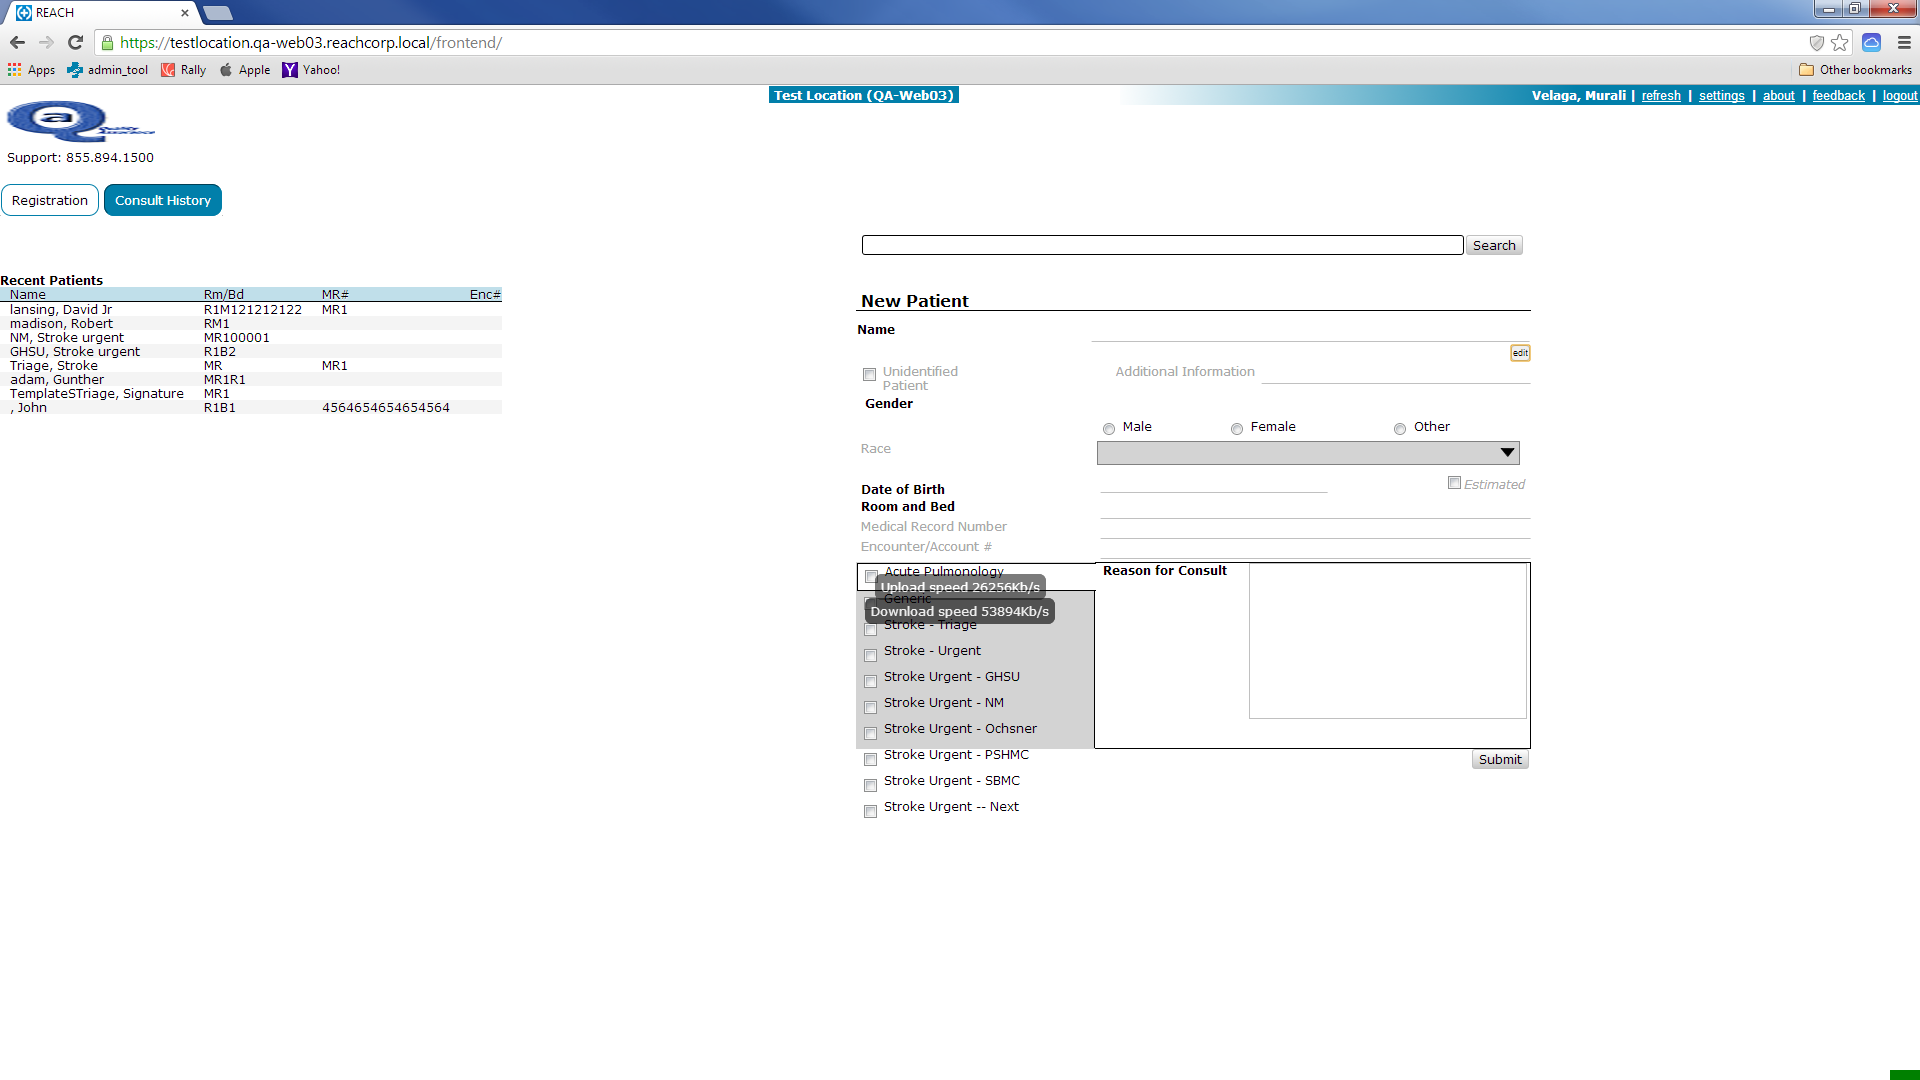 REACH
https://testlocation.qa-web03.reachcorp.local/frontend/
Apps admin_tool Rally Apple Yahoo! Other bookmarks
Test Location (QA-Web03) Velaga, Murali | refresh | settings | about | feedback | logout
a
Quality Assurance
Support: 855.894.1500
Registration Consult History
Search
Recent Patients
Name Rm/Bd MR# Enc#
lansing, David Jr R1M121212122 MR1
madison, Robert RM1
NM, Stroke urgent MR100001
GHSU, Stroke urgent R1B2
Triage, Stroke MR MR1
adam, Gunther MR1R1
TemplateSTriage, Signature MR1
, John R1B1 4564654654654564
New Patient
Name
edit
Unidentified Patient Additional Information
Gender
Male Female Other
Race
Date of Birth Estimated
Room and Bed
Medical Record Number
Encounter/Account #
Acute Pulmonology Reason for Consult
Upload speed 26256Kb/s
Generic
Download speed 53894Kb/s
Stroke - Triage
Stroke - Urgent
Stroke Urgent - GHSU
Stroke Urgent - NM
Stroke Urgent - Ochsner
Stroke Urgent - PSHMC
Submit
Stroke Urgent - SBMC
Stroke Urgent -- Next